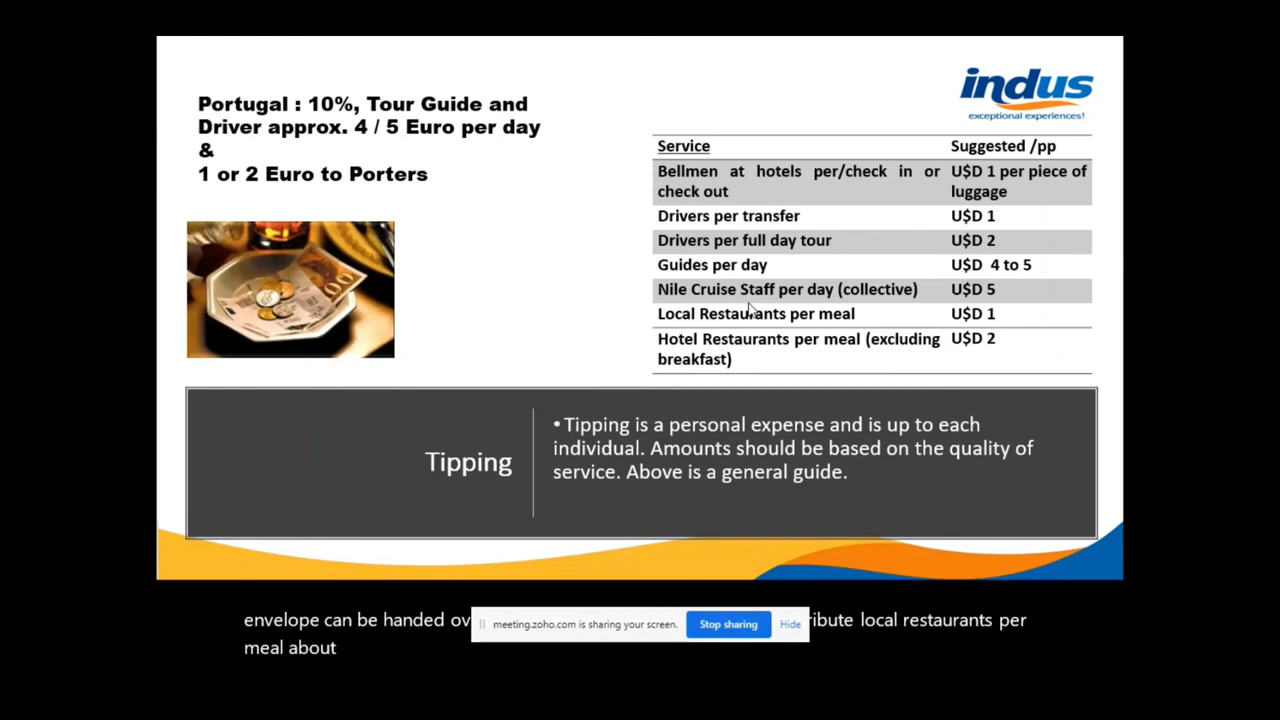 Portugal : 10%, Tour Guide and
Driver approx. 4 / 5 Euro per day
&
1 or 2 Euro to Porters
indus
exceptional experiences!
Service Suggested /pp
Bellmen at hotels per/check in or check out U$D 1 per piece of luggage
Drivers per transfer U$D 1
Drivers per full day tour U$D 2
Guides per day U$D 4 to 5
Nile Cruise Staff per day (collective) U$D 5
Local Restaurants per meal U$D 1
Hotel Restaurants per meal (excluding breakfast) U$D 2
Tipping
• Tipping is a personal expense and is up to each
individual. Amounts should be based on the quality of
service. Above is a general guide.
envelope can be handed
meeting.zoho.com is sharing your screen. Stop sharing Hide
local restaurants per
meal about